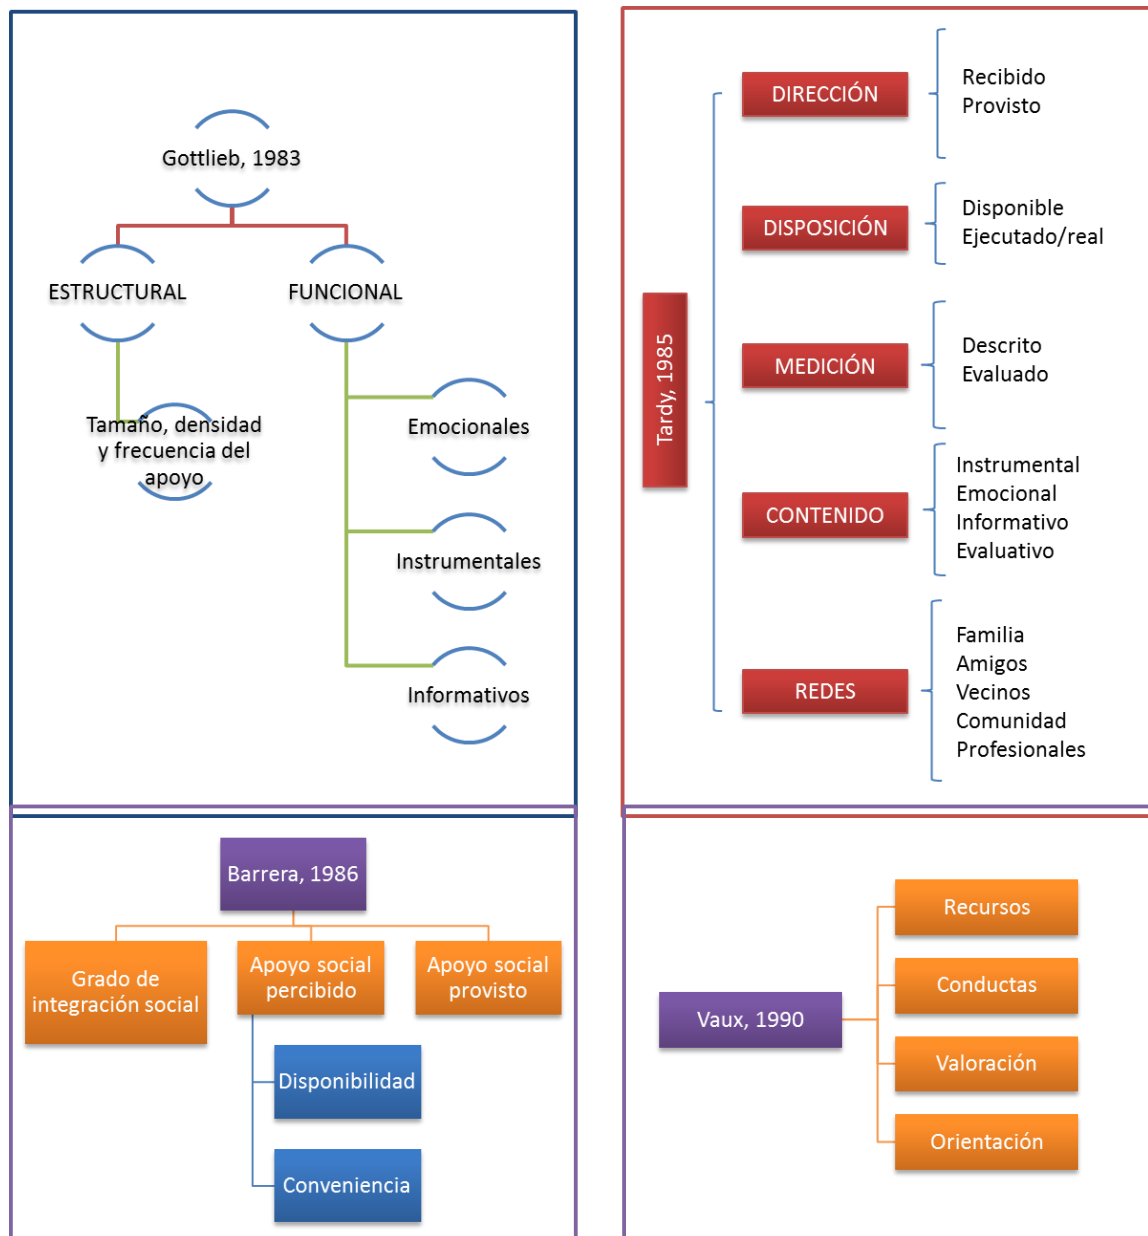 Gottlieb, 1983
ESTRUCTURAL
FUNCIONAL
Tamaño, densidad
y frecuencia del
apoyo
Emocionales
Instrumentales
Informativos
Tardy, 1985
DIRECCIÓN
Recibido
Provisto
DISPOSICIÓN
Disponible
Ejecutado/real
MEDICIÓN
Descrito
Evaluado
CONTENIDO
Instrumental
Emocional
Informativo
Evaluativo
REDES
Familia
Amigos
Vecinos
Comunidad
Profesionales
Barrera, 1986
Grado de
integración social
Apoyo social
percibido
Apoyo social
provisto
Disponibilidad
Conveniencia
Vaux, 1990
Recursos
Conductas
Valoración
Orientación